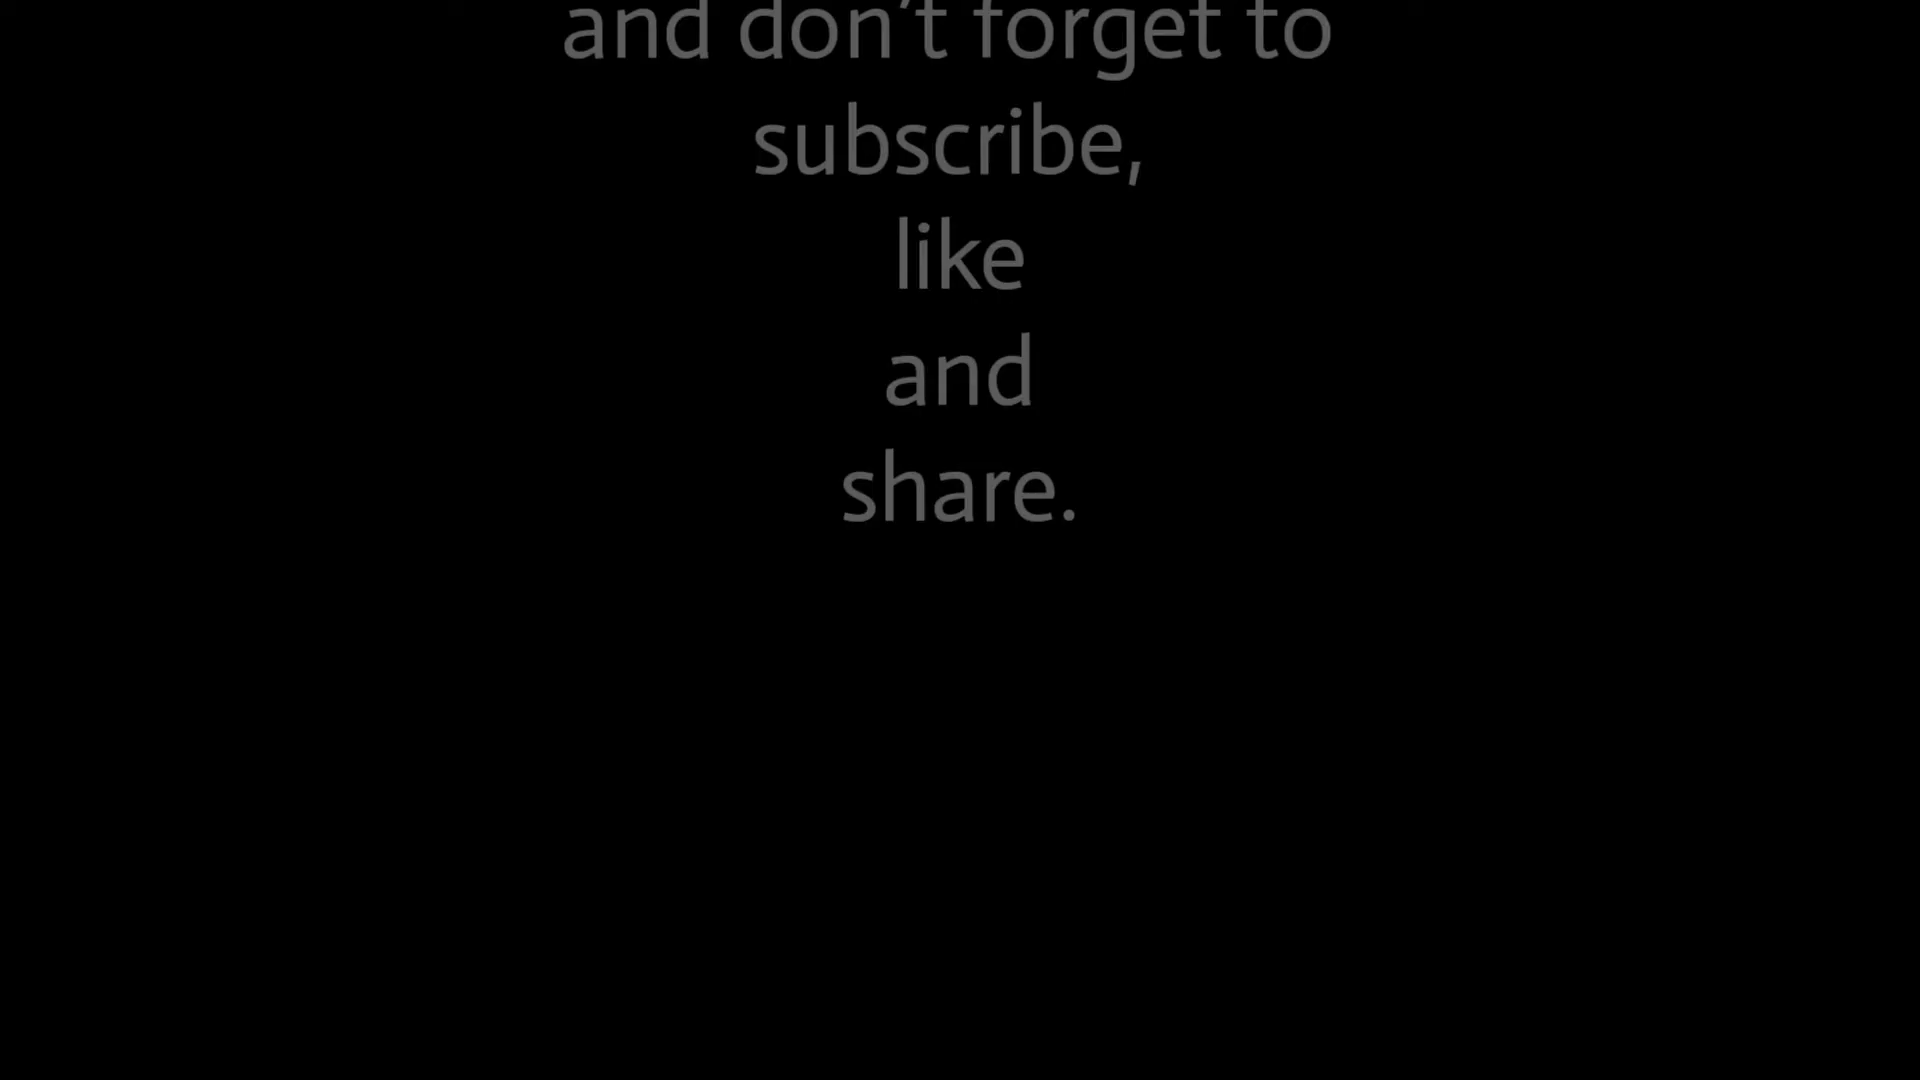 and don’t forget to
subscribe,
like
and
share.